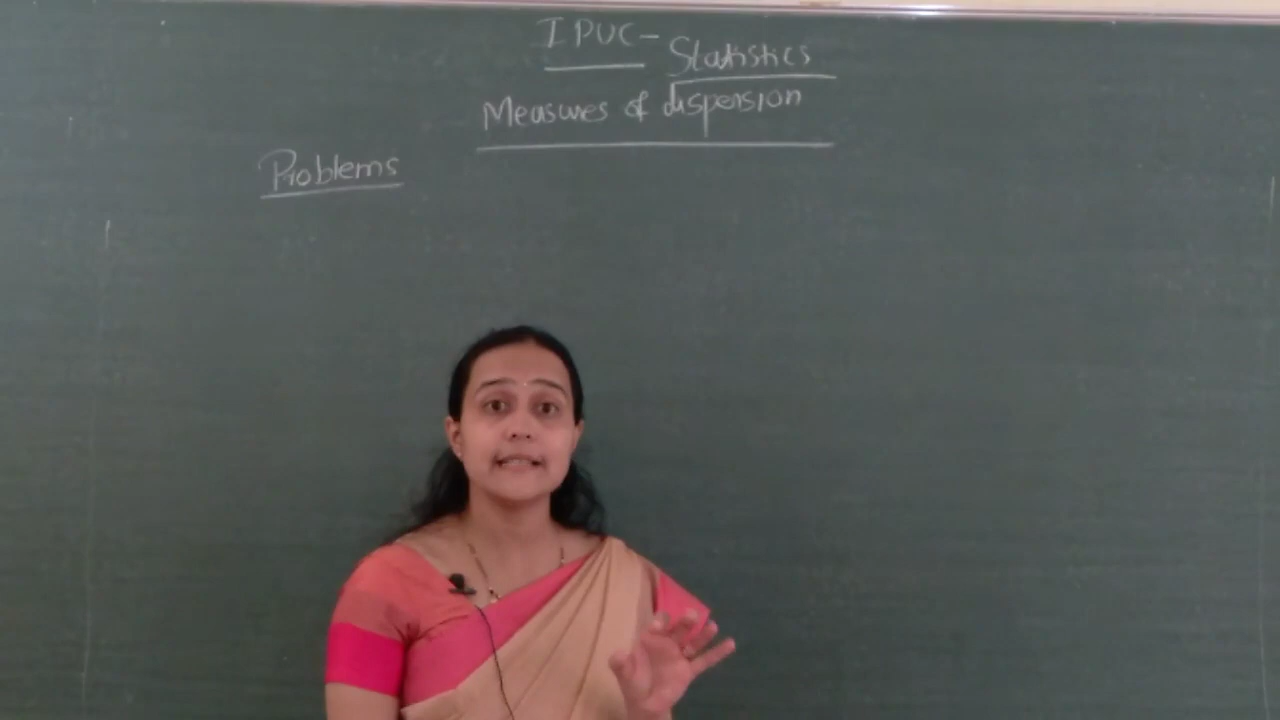 I PUC - Statistics
Measures of dispersion
Problems